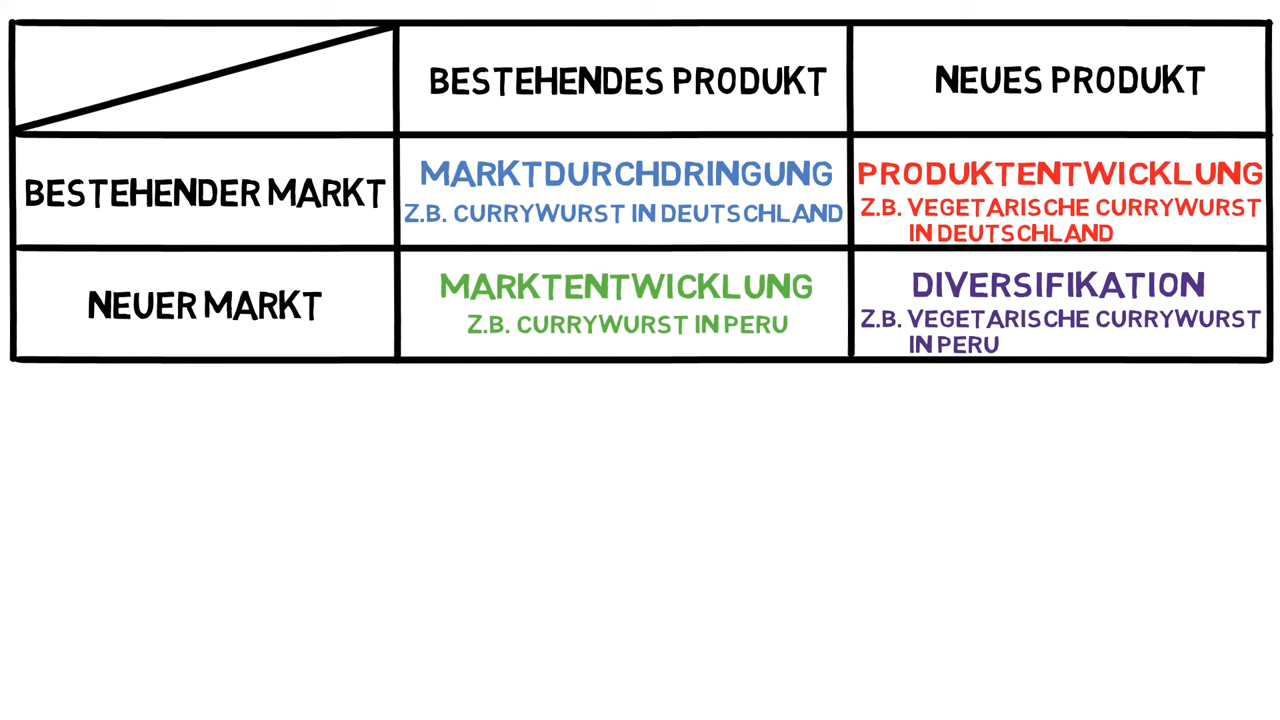 BESTEHENDES PRODUKT
NEUES PRODUKT
BESTEHENDER MARKT
MARKTDURCHDRINGUNG
Z.B. CURRYWURST IN DEUTSCHLAND
PRODUKTENTWICKLUNG
Z.B. VEGETARISCHE CURRYWURST
IN DEUTSCHLAND
NEUER MARKT
MARKTENTWICKLUNG
Z.B. CURRYWURST IN PERU
DIVERSIFIKATION
Z.B. VEGETARISCHE CURRYWURST
IN PERU